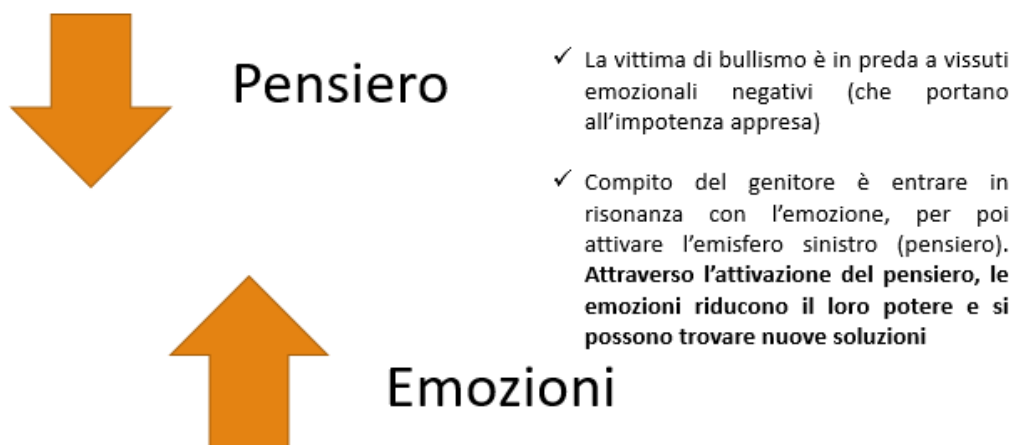 Pensiero
✓ La vittima di bullismo è in preda a vissuti
emozionali negativi (che portano
all'impotenza appresa)
✓ Compito del genitore è entrare in
risonanza con l'emozione, per poi
attivare l'emisfero sinistro (pensiero).
Attraverso l'attivazione del pensiero, le
emozioni riducono il loro potere e si
possono trovare nuove soluzioni
Emozioni